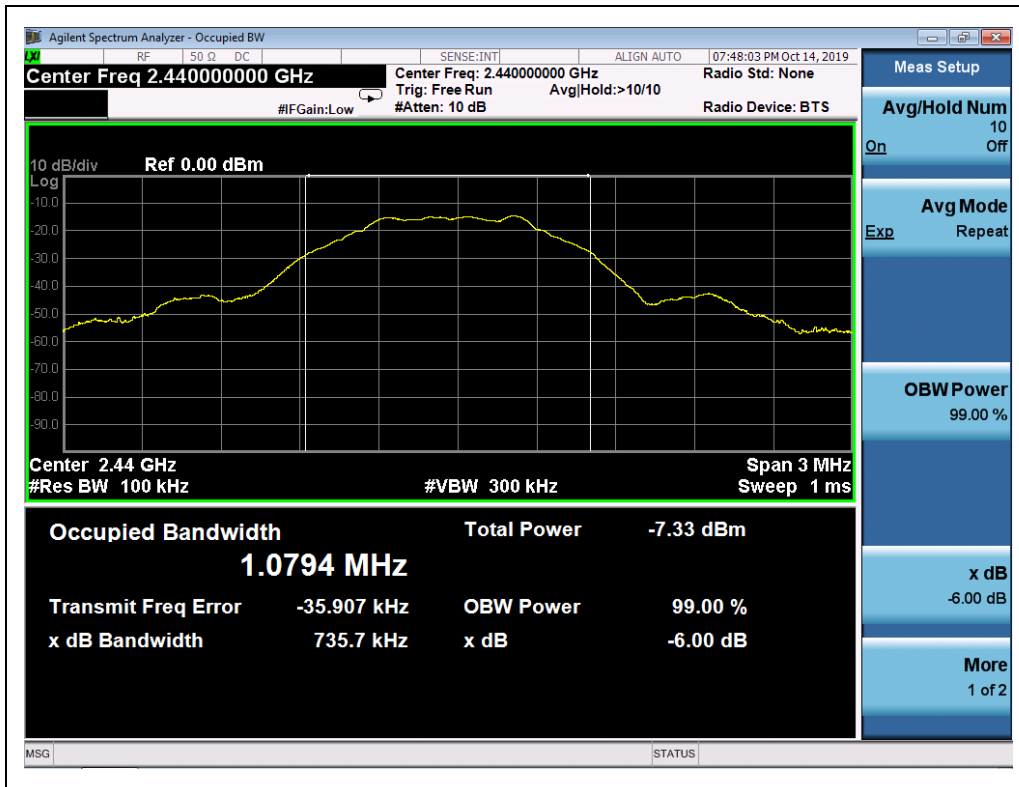 Agilent Spectrum Analyzer - Occupied BW
LXI RF 50 Ω DC SENSE:INT ALIGN AUTO 07:48:03 PM Oct 14, 2019
Center Freq 2.440000000 GHz
Center Freq: 2.440000000 GHz
Radio Std: None
Trig: Free Run Avg|Hold:>10/10
#IFGain:Low
#Atten: 10 dB
Radio Device: BTS
10 dB/div Ref 0.00 dBm
Log
-10.0
-20.0
-30.0
-40.0
-50.0
-60.0
-70.0
-80.0
-90.0
Center 2.44 GHz Span 3 MHz
#Res BW 100 kHz #VBW 300 kHz Sweep 1 ms
Occupied Bandwidth Total Power -7.33 dBm
1.0794 MHz
Transmit Freq Error -35.907 kHz OBW Power 99.00 %
x dB Bandwidth 735.7 kHz x dB -6.00 dB
Meas Setup
Avg/Hold Num
10
On Off
Avg Mode
Exp Repeat
OBW Power
99.00 %
x dB
-6.00 dB
More
1 of 2
MSG STATUS